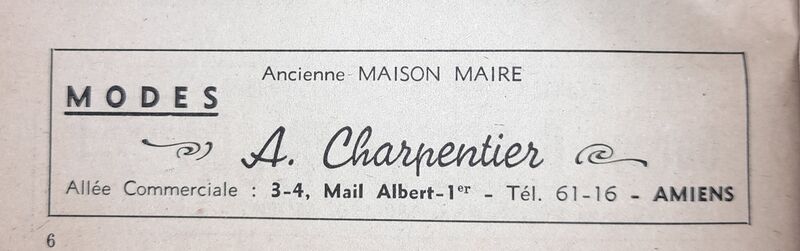 Ancienne MAISON MAIRE
MODES
A. Charpentier
Allée Commerciale : 3-4, Mail Albert-1er - Tél. 61-16 - AMIENS
6